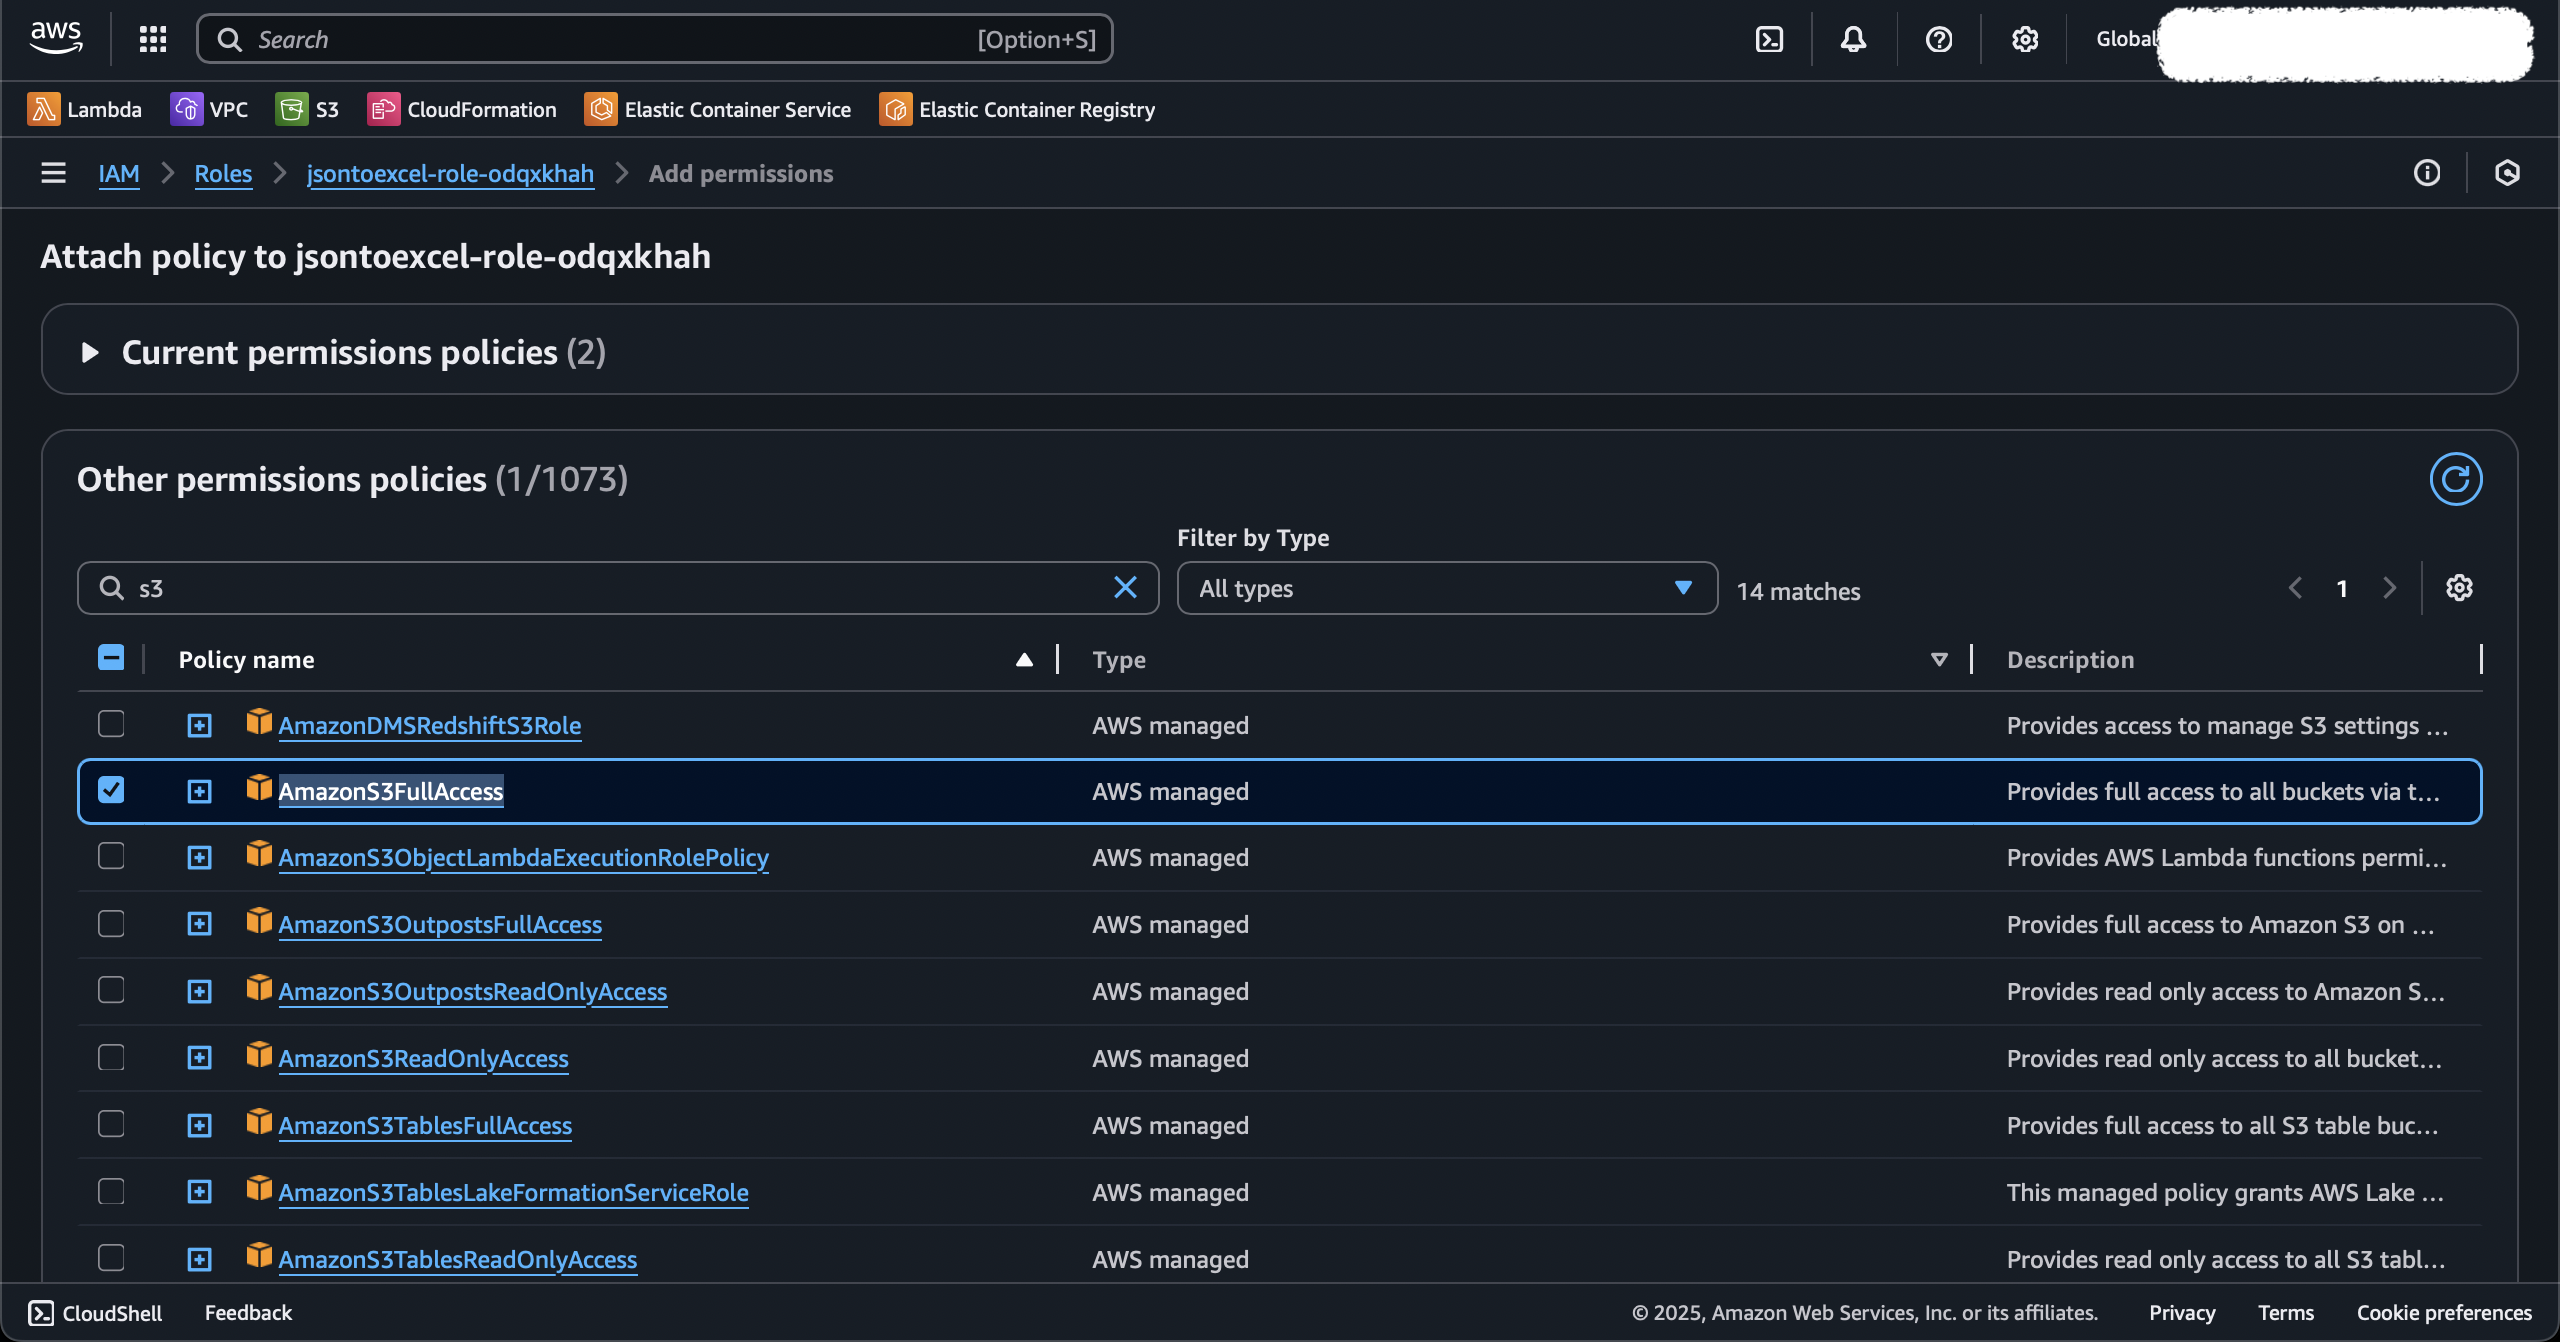 aws
Search [Option+S] Global
Lambda VPC S3 CloudFormation Elastic Container Service Elastic Container Registry
IAM Roles jsontoexcel-role-odqxkhah Add permissions
Attach policy to jsontoexcel-role-odqxkhah
Current permissions policies (2)
Other permissions policies (1/1073)
Filter by Type
s3 All types 14 matches 1
Policy name Type Description
AmazonDMSRedshiftS3Role AWS managed Provides access to manage S3 settings ...
AmazonS3FullAccess AWS managed Provides full access to all buckets via t...
AmazonS3ObjectLambdaExecutionRolePolicy AWS managed Provides AWS Lambda functions permi...
AmazonS3OutpostsFullAccess AWS managed Provides full access to Amazon S3 on ...
AmazonS3OutpostsReadOnlyAccess AWS managed Provides read only access to Amazon S...
AmazonS3ReadOnlyAccess AWS managed Provides read only access to all bucket...
AmazonS3TablesFullAccess AWS managed Provides full access to all S3 table buc...
AmazonS3TablesLakeFormationServiceRole AWS managed This managed policy grants AWS Lake ...
AmazonS3TablesReadOnlyAccess AWS managed Provides read only access to all S3 tabl...
CloudShell Feedback © 2025, Amazon Web Services, Inc. or its affiliates. Privacy Terms Cookie preferences